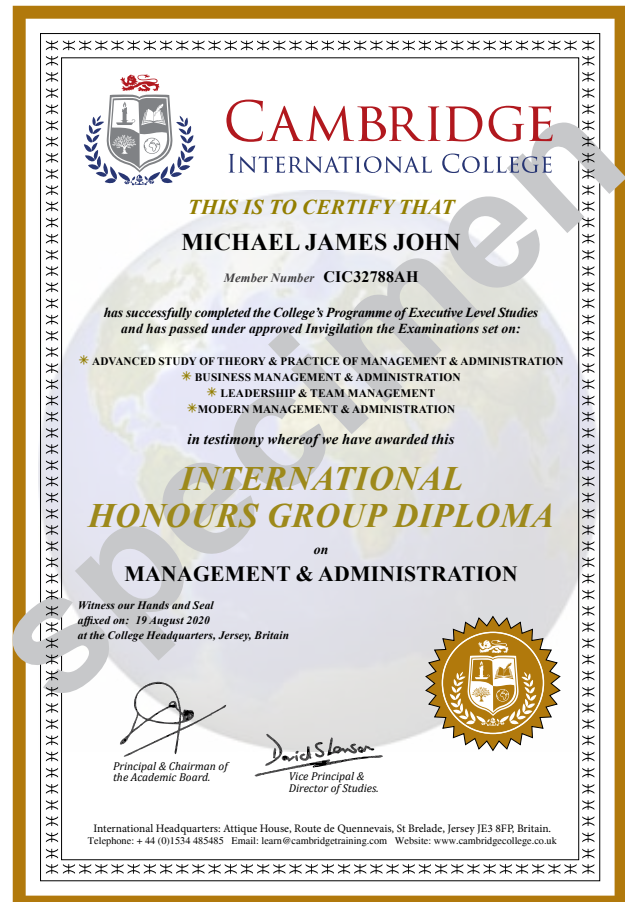 CAMBRIDGE
INTERNATIONAL COLLEGE
THIS IS TO CERTIFY THAT
MICHAEL JAMES JOHN
Member Number CIC32788AH
has successfully completed the College's Programme of Executive Level Studies
and has passed under approved Invigilation the Examinations set on:
✳ ADVANCED STUDY OF THEORY & PRACTICE OF MANAGEMENT & ADMINISTRATION
✳ BUSINESS MANAGEMENT & ADMINISTRATION
✳ LEADERSHIP & TEAM MANAGEMENT
✳MODERN MANAGEMENT & ADMINISTRATION
in testimony whereof we have awarded this
INTERNATIONAL
HONOURS GROUP DIPLOMA
on
MANAGEMENT & ADMINISTRATION
specimen
Witness our Hands and Seal
affixed on: 19 August 2020
at the College Headquarters, Jersey, Britain
David S Lawson
Principal & Chairman of
the Academic Board.
Vice Principal &
Director of Studies.
International Headquarters: Attique House, Route de Quennevais, St Brelade, Jersey JE3 8FP, Britain.
Telephone: + 44 (0)1534 485485 Email: learn@cambridgetraining.com Website: www.cambridgecollege.co.uk